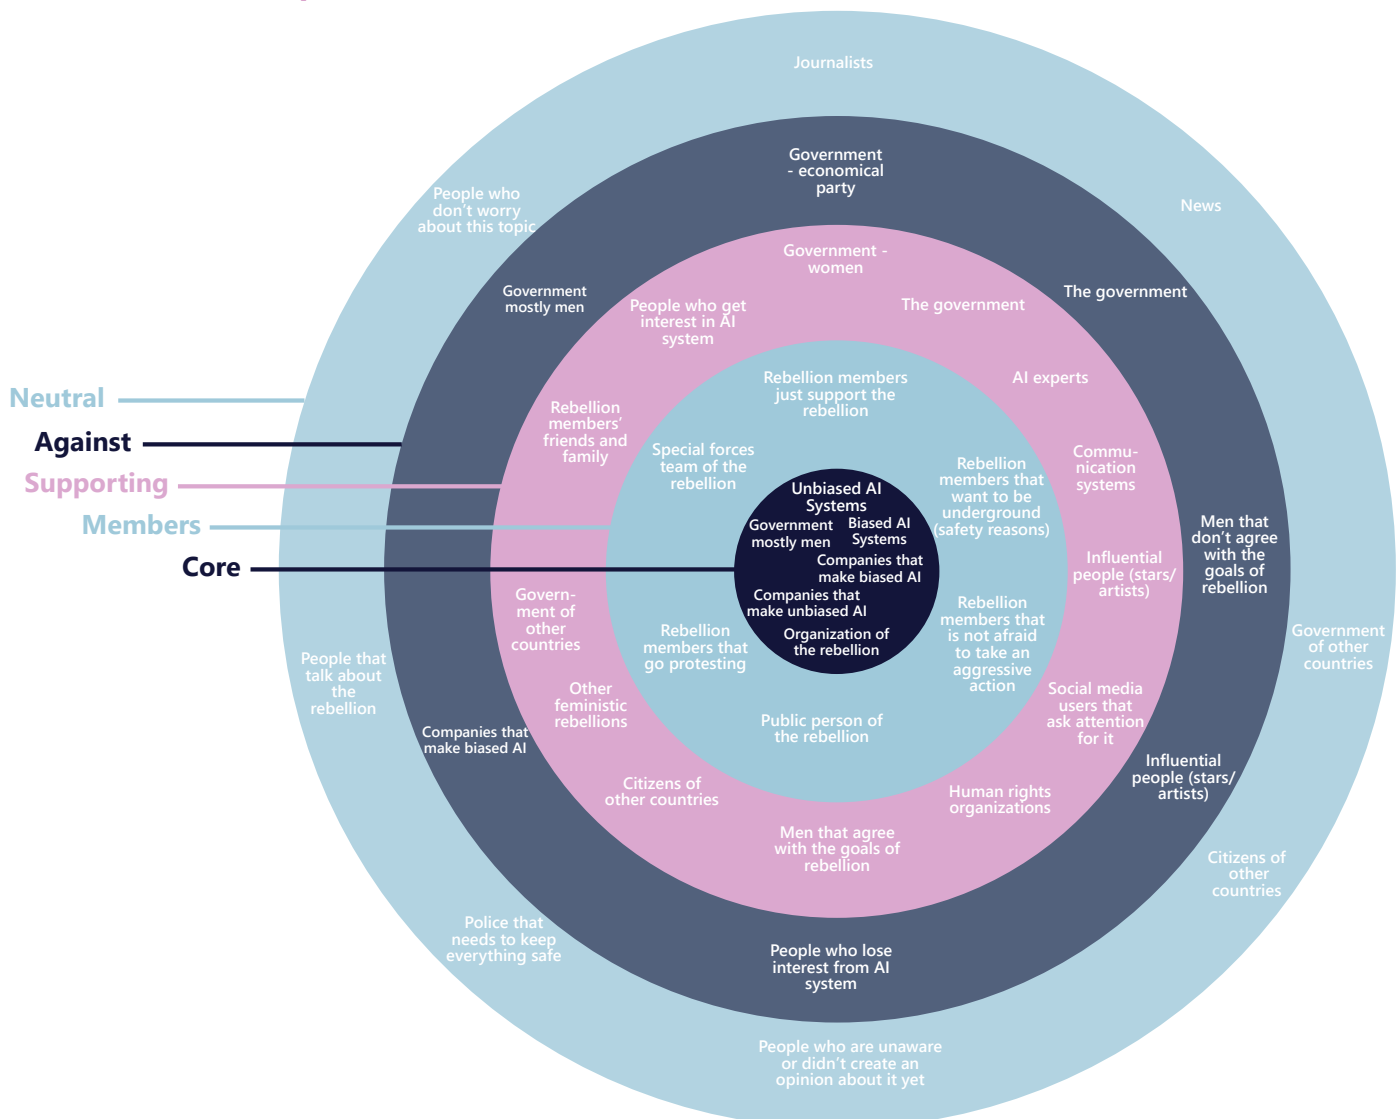 Journalists
Government
- economical
party
People who
don't worry
about this topic
News
Government -
women
Government
mostly men
The government
People who get
interest in AI
system
The government
Rebellion members
just support the
rebellion
AI experts
Neutral
Against
Supporting
Members
Core
Rebellion
members'
friends and
family
Special forces
team of the
rebellion
Rebellion
members that
want to be
underground
(safety reasons)
Commu-
nication
systems
Unbiased AI
Systems
Government
mostly men
Biased AI
Systems
Companies that
make biased AI
Companies that
make unbiased AI
Organization of
the rebellion
Men that
don't agree
with the
goals of
rebellion
Influential
people (stars/
artists)
Govern-
ment of
other
countries
Rebellion
members that
go protesting
Rebellion
members that
is not afraid
to take an
aggressive
action
Government
of other
countries
People that
talk about
the
rebellion
Other
feministic
rebellions
Social media
users that
ask attention
for it
Public person of
the rebellion
Companies that
make biased AI
Influential
people (stars/
artists)
Citizens of
other countries
Human rights
organizations
Men that agree
with the goals of
rebellion
Citizens of
other
countries
Police that
needs to keep
everything safe
People who lose
interest from AI
system
People who are unaware
or didn't create an
opinion about it yet